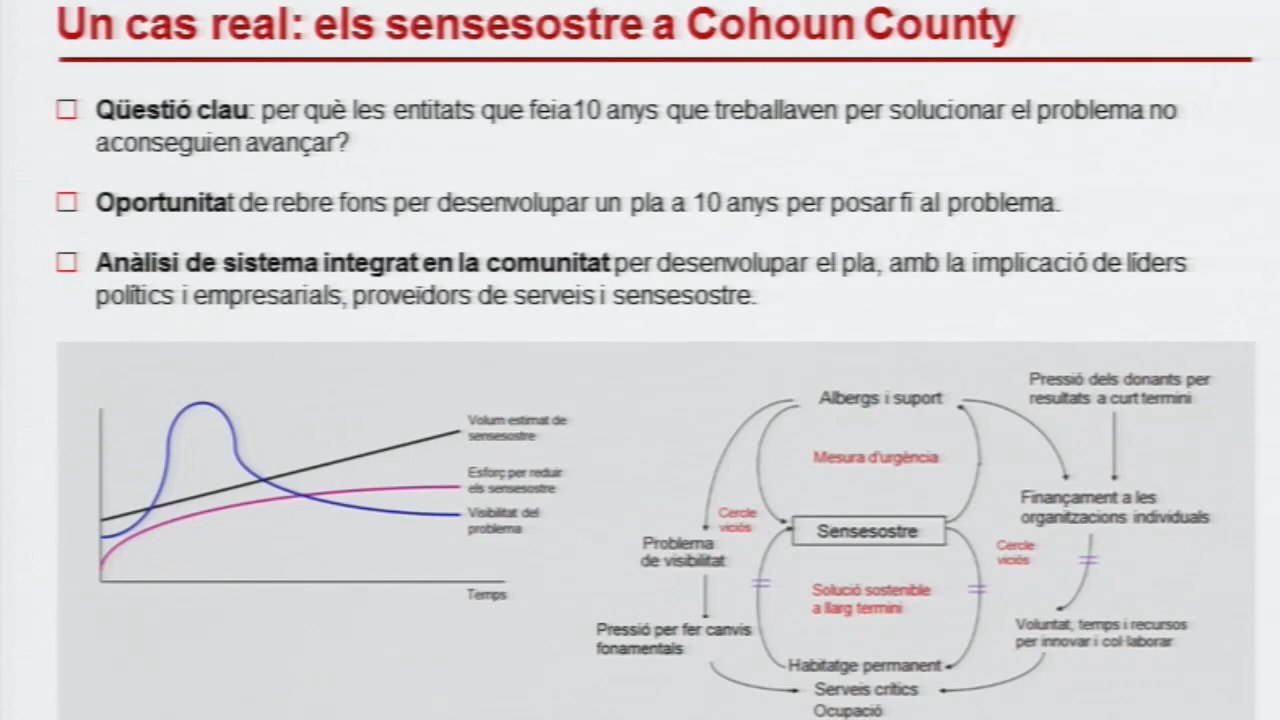 Un cas real: els sensesostre a Cohoun County
Qüestió clau: per què les entitats que feia10 anys que treballaven per solucionar el problema no
aconseguien avançar?
Oportunitat de rebre fons per desenvolupar un pla a 10 anys per posar fi al problema.
Anàlisi de sistema integrat en la comunitat per desenvolupar el pla, amb la implicació de líders
polítics i empresarials, proveïdors de serveis i sensesostre.
Volum estimat de
sensesostre
Esforç per reduir
els sensesostre
Visibilitat del
problema
Temps
Albergs i suport
Pressió dels donants per
resultats a curt termini
Mesura d'urgència
Cercle
viciós
Finançament a les
organitzacions individuals
Sensesostre
Problema
de visibilitat
Cercle
viciós
Solució sostenible
a llarg termini
Pressió per fer canvis
fonamentals
Voluntat, temps i recursos
per innovar i col·laborar
Habitatge permanent
Serveis crítics
Ocupació